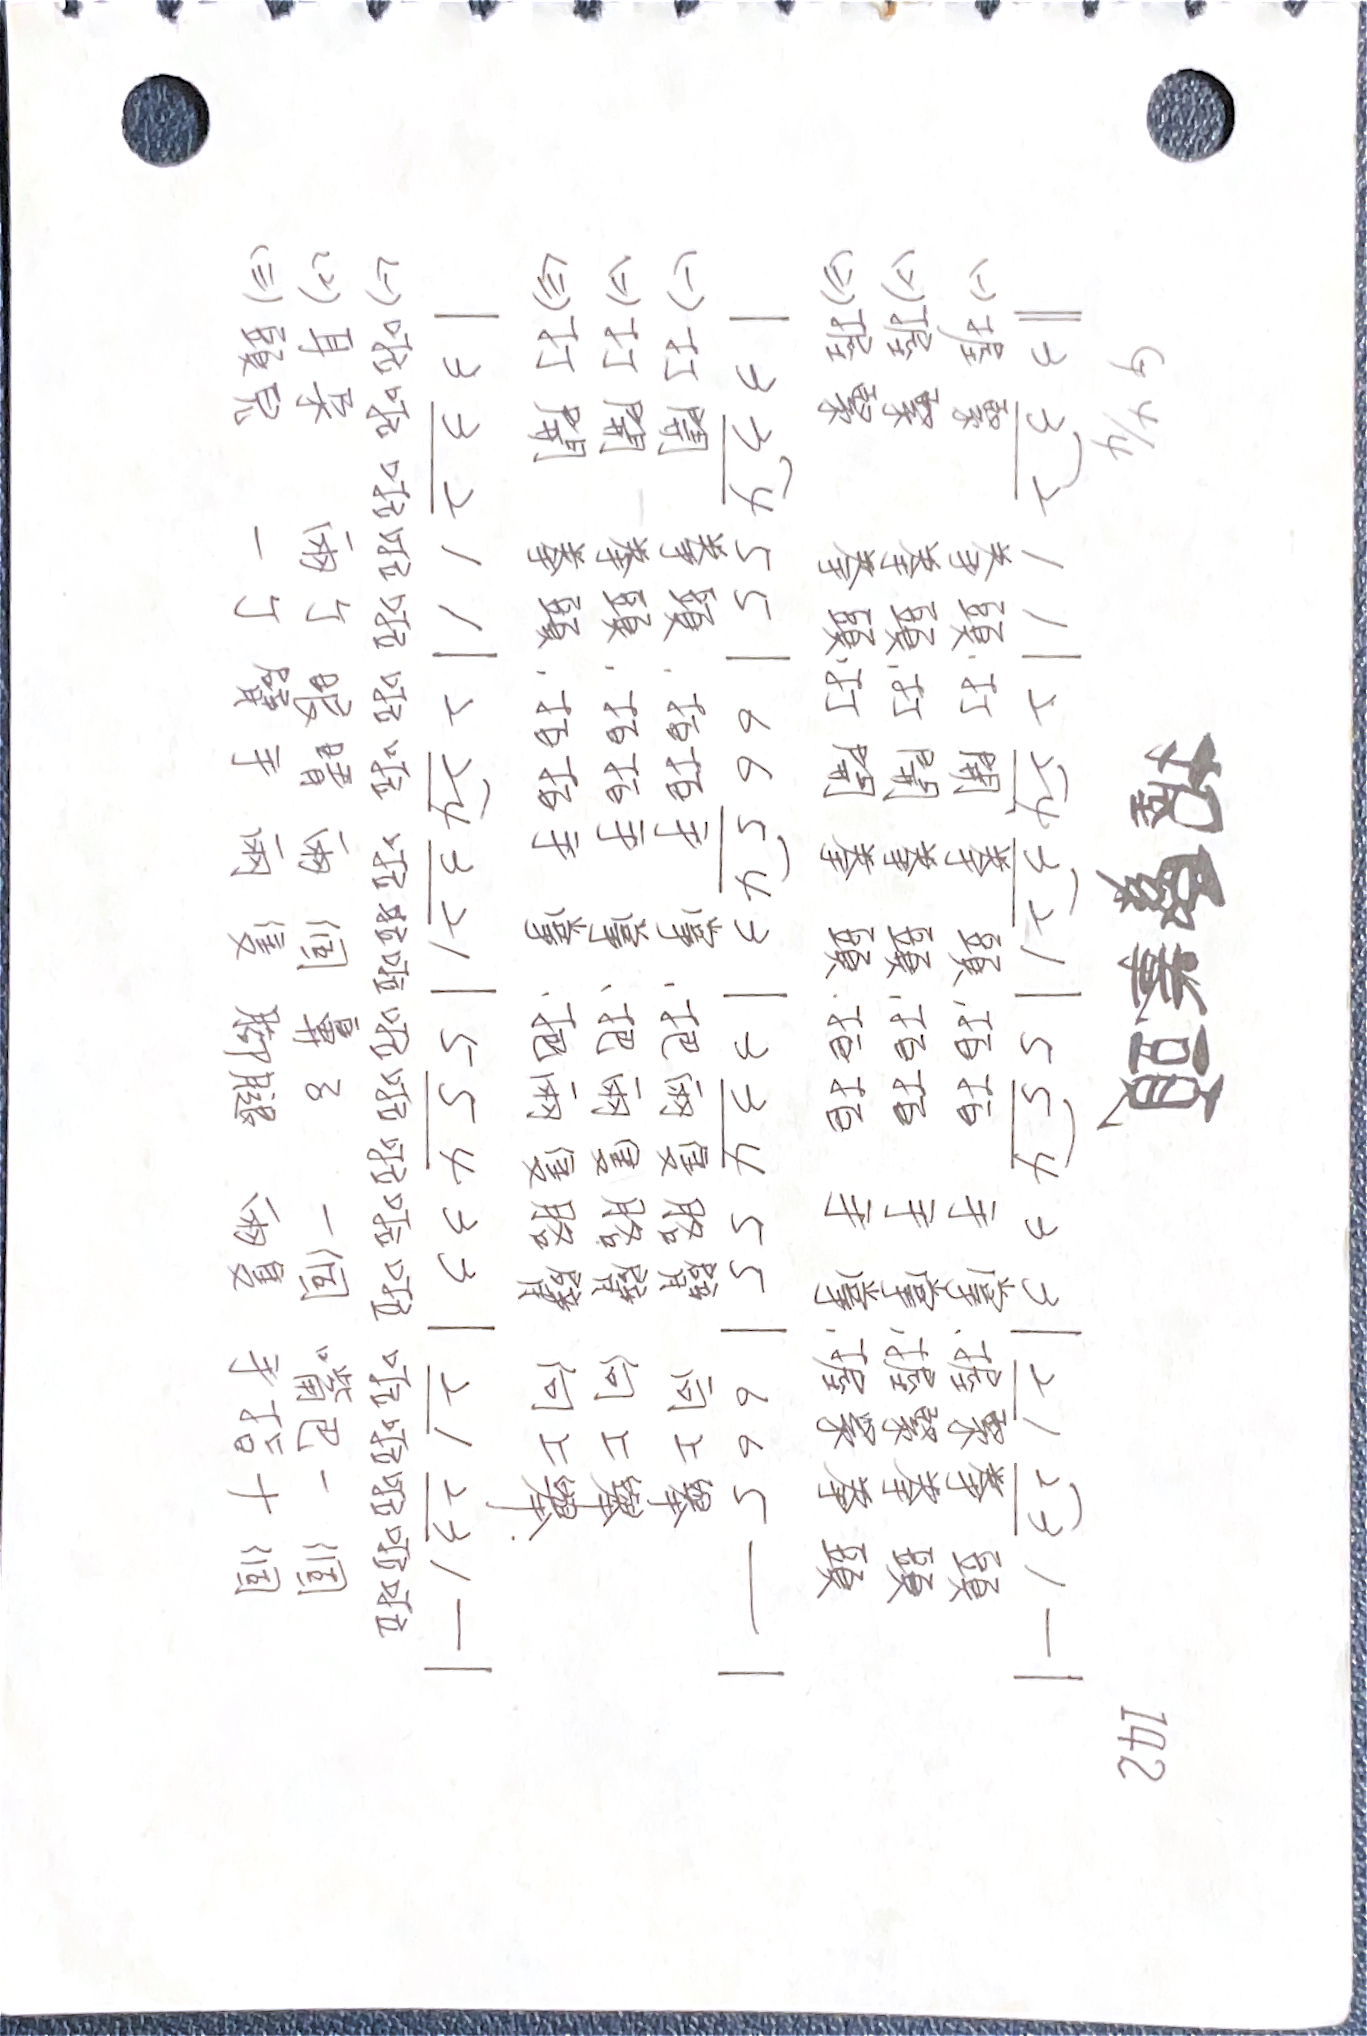 握緊拳頭
G 4/4
142
‖ 3 3 2 1 1 | 2 2 4 3 2 1 | 5 5 4 3 3 | 2 1 2 3 1 — |
(一) 握緊 拳頭, 打開拳頭, 拍拍手掌, 握緊拳頭
(二) 握緊 拳頭, 打開拳頭, 拍拍手掌, 握緊拳頭
(三) 握緊 拳頭, 打開拳頭, 拍拍手掌, 握緊拳頭
| 3 3 4 5 5 | 6 6 5 4 3 | 3 3 4 5 5 | 6 6 5 — |
(一) 打開 拳頭, 拍拍手掌, 把兩隻胳臂 向上舉
(二) 打開 拳頭, 拍拍手掌, 把兩隻胳臂 向上舉
(三) 打開 拳頭, 拍拍手掌, 把兩隻胳臂 向上舉.
| 3 3 2 1 1 | 2 2 4 3 2 1 | 5 5 4 3 3 | 2 1 2 3 1 — |
(一) 啦啦 啦啦啦 啦啦 啦啦啦 啦啦啦啦啦 啦啦啦啦啦
(2) 耳朵 兩个 眼睛兩個 鼻子 一個 嘴巴一個
(三) 頭兒 一个 臂手兩隻 腳腿 兩隻 手指十個